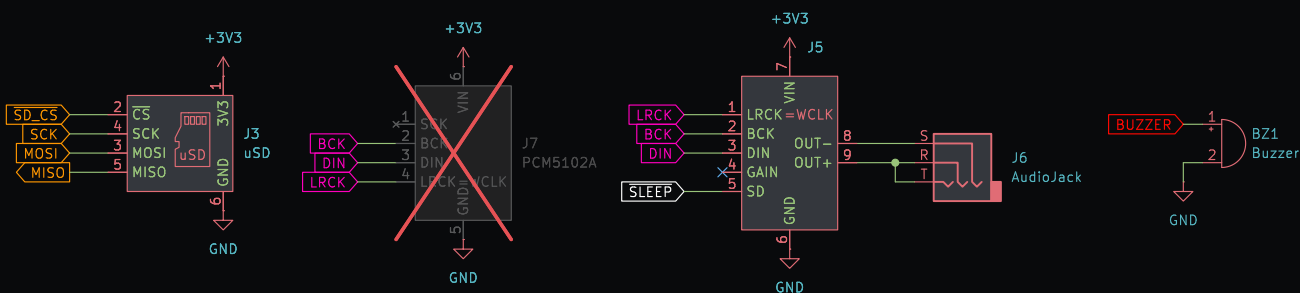 +3V3
1
SD_CS
SCK
MOSI
MISO
2
4
3
5
CS
SCK
MOSI
MISO
3V3
GND
uSD
J3
uSD
6
GND
+3V3
6
VIN
BCK
DIN
LRCK
1
2
3
4
SCK
BCK
DIN
LRCK=WCLK
GND
J7
PCM5102A
5
GND
+3V3
J5
7
VIN
LRCK
BCK
DIN
SLEEP
1
2
3
4
5
LRCK=WCLK
BCK
DIN
GAIN
SD
OUT-
OUT+
8
9
GND
6
GND
S
R
T
J6
AudioJack
BUZZER
1
+
2
BZ1
Buzzer
GND